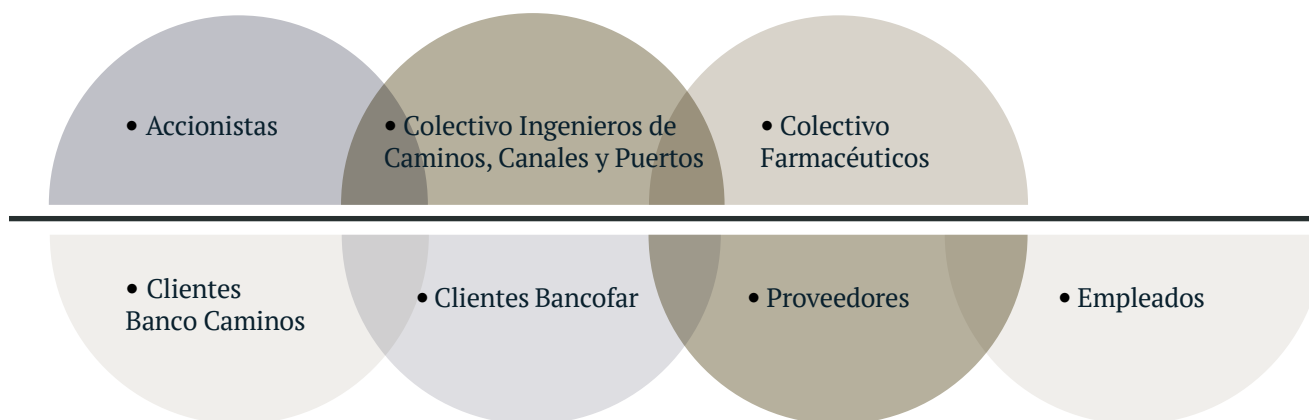 • Accionistas
• Colectivo Ingenieros de
Caminos, Canales y Puertos
• Colectivo
Farmacéuticos
• Clientes
Banco Caminos
• Clientes Bancofar
• Proveedores
• Empleados